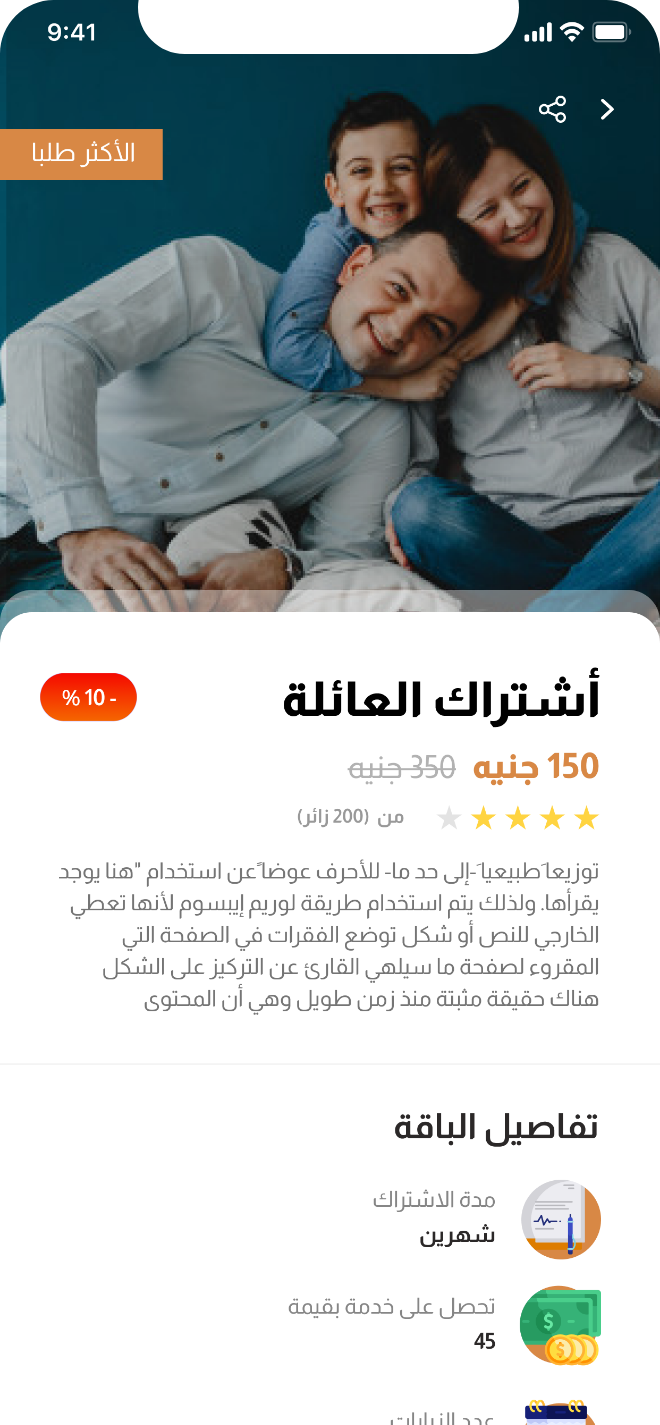 9:41
الأكثر طلبا
أشتراك العائلة
- 10 %
150 جنيه 350 جنيه
من (200 زائر)
توزيعاَ طبيعياَ -إلى حد ما- للأحرف عوضاً عن استخدام "هنا يوجد
يقرأها. ولذلك يتم استخدام طريقة لوريم إيبسوم لأنها تعطي
الخارجي للنص أو شكل توضع الفقرات في الصفحة التي
المقروء لصفحة ما سيلهي القارئ عن التركيز على الشكل
هناك حقيقة مثبتة منذ زمن طويل وهي أن المحتوى
تفاصيل الباقة
مدة الاشتراك
شهرين
تحصل على خدمة بقيمة
45
عدد الزيارات